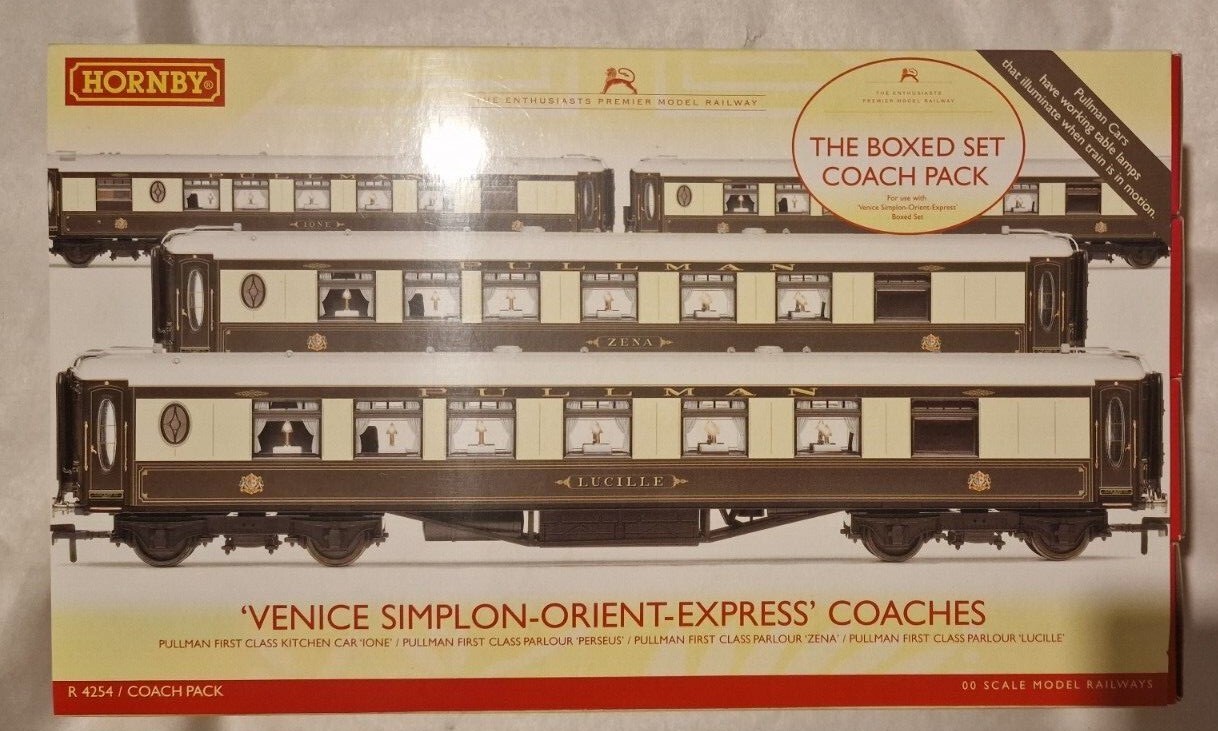 HORNBY®
THE ENTHUSIASTS PREMIER MODEL RAILWAY
THE ENTHUSIASTS
PREMIER MODEL RAILWAY
THE BOXED SET
COACH PACK
For use with
'Venice Simplon-Orient-Express'
Boxed Set
Pullman Cars
have working table lamps
that illuminate when train is in motion.
PULLMAN
IONE
PULLMAN
ZENA
PULLMAN
LUCILLE
'VENICE SIMPLON-ORIENT-EXPRESS' COACHES
PULLMAN FIRST CLASS KITCHEN CAR 'IONE' / PULLMAN FIRST CLASS PARLOUR 'PERSEUS' / PULLMAN FIRST CLASS PARLOUR 'ZENA' / PULLMAN FIRST CLASS PARLOUR 'LUCILLE'
R 4254 / COACH PACK
00 SCALE MODEL RAILWAYS